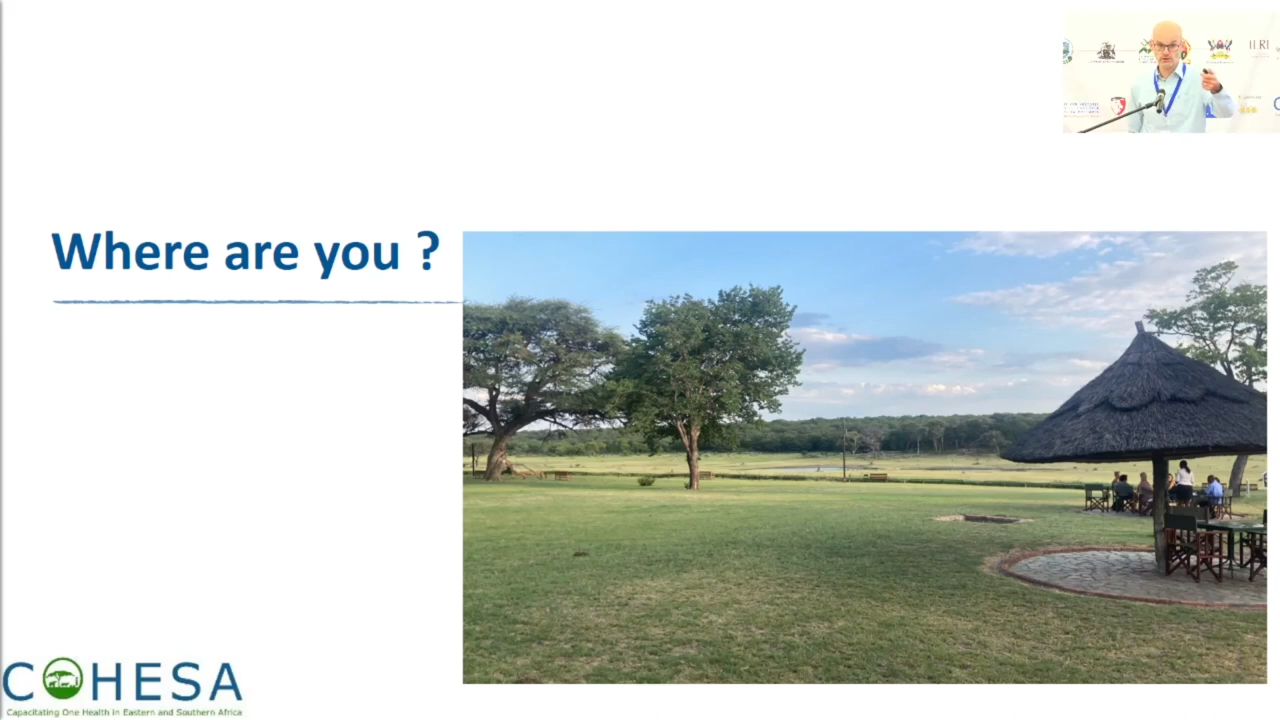 ILRI
Where are you ?
COHESA
Capacitating One Health in Eastern and Southern Africa